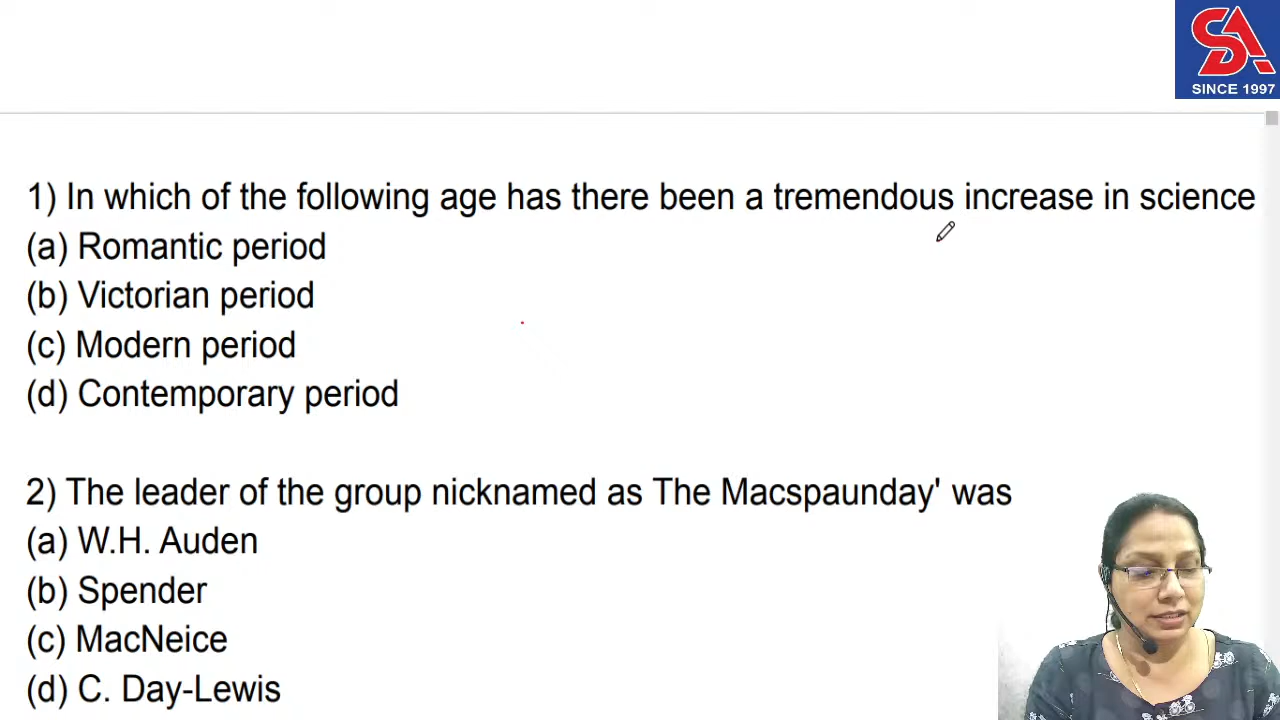 SA
SINCE 1997
1) In which of the following age has there been a tremendous increase in science
(a) Romantic period
(b) Victorian period
(c) Modern period
(d) Contemporary period
2) The leader of the group nicknamed as The Macspaunday' was
(a) W.H. Auden
(b) Spender
(c) MacNeice
(d) C. Day-Lewis